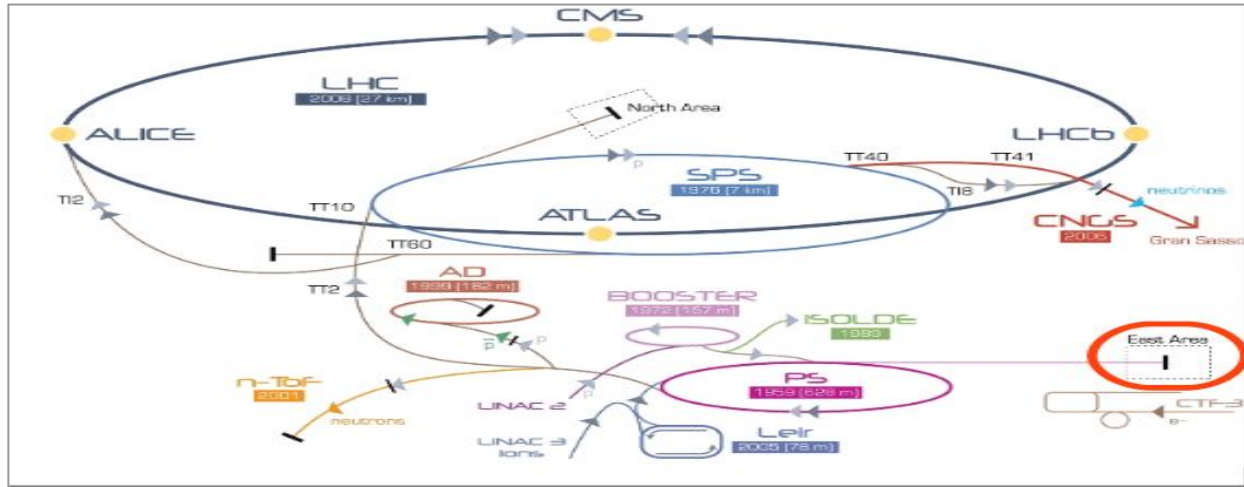 CMS
LHC
2008 (27 km)
North Area
ALICE
LHCb
TT40
TT41
SPS
1976 (7 km)
TI8
TI2
TT10
ATLAS
neutrinos
CNGS
2006
Gran Sasso
TT60
AD
1999 (182 m)
TT2
BOOSTER
1972 (157 m)
ISOLDE
1989
East Area
p
p
p
p
n-ToF
2001
LINAC 2
neutrons
PS
1959 (628 m)
CTF-3
e-
LINAC 3
Ions
Leir
2005 (78 m)